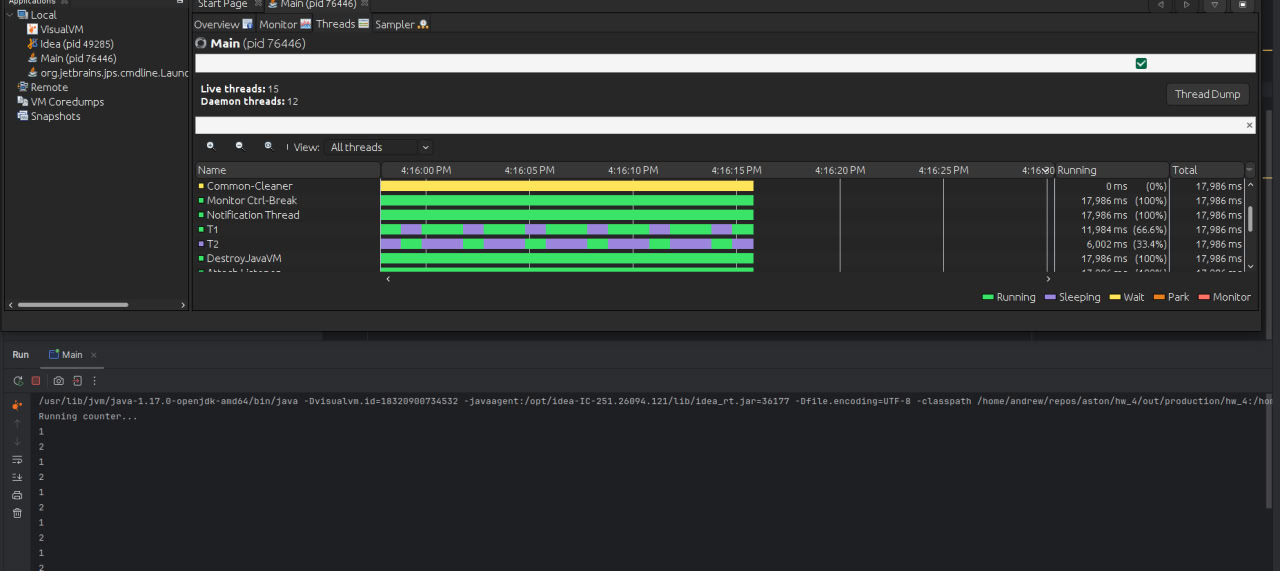 Applications
Start Page Main (pid 76446)
Local
VisualVM
Idea (pid 49285)
Main (pid 76446)
org.jetbrains.jps.cmdline.Launc
Remote
VM Coredumps
Snapshots
Overview Monitor Threads Sampler
Main (pid 76446)
Live threads: 15
Daemon threads: 12
Thread Dump
View: All threads
Name 4:16:00 PM 4:16:05 PM 4:16:10 PM 4:16:15 PM 4:16:20 PM 4:16:25 PM 4:16:30 Running Total
Common-Cleaner 0 ms (0%) 17,986 ms
Monitor Ctrl-Break 17,986 ms (100%) 17,986 ms
Notification Thread 17,986 ms (100%) 17,986 ms
T1 11,984 ms (66.6%) 17,986 ms
T2 6,002 ms (33.4%) 17,986 ms
DestroyJavaVM 17,986 ms (100%) 17,986 ms
Attach Listener 17,986 ms (100%) 17,986 ms
Running Sleeping Wait Park Monitor
Run Main
/usr/lib/jvm/java-1.17.0-openjdk-amd64/bin/java -Dvisualvm.id=18320900734532 -javaagent:/opt/idea-IC-251.26094.121/lib/idea_rt.jar=36177 -Dfile.encoding=UTF-8 -classpath /home/andrew/repos/aston/hw_4/out/production/hw_4:/hom
Running counter...
1
2
1
2
1
2
1
2
1
2